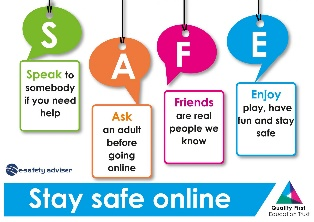 S
A
F
E
Speak to
somebody
if you need
help
Ask
an adult
before
going
online
Friends
are real
people we
know
Enjoy
play, have
fun and stay
safe
e-safety adviser
Stay safe online
Quality First
Education Trust